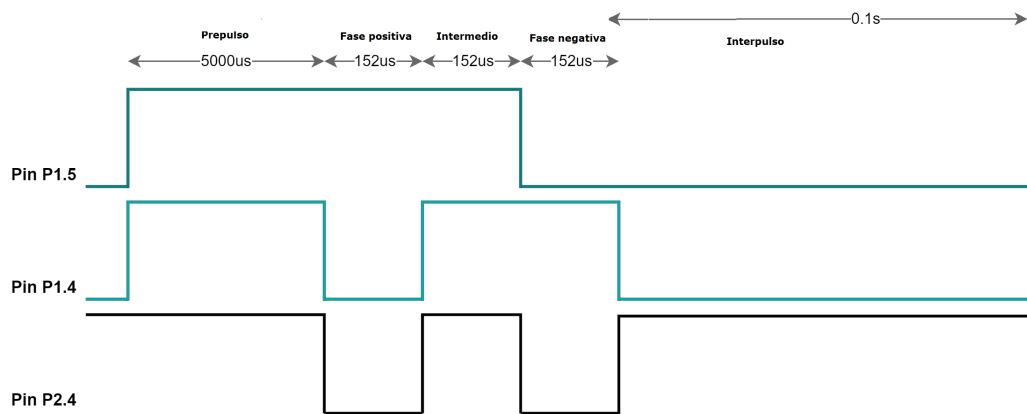 0.1s
Prepulso
Fase positiva
Intermedio
Fase negativa
Interpulso
5000us
152us
152us
152us
Pin P1.5
Pin P1.4
Pin P2.4